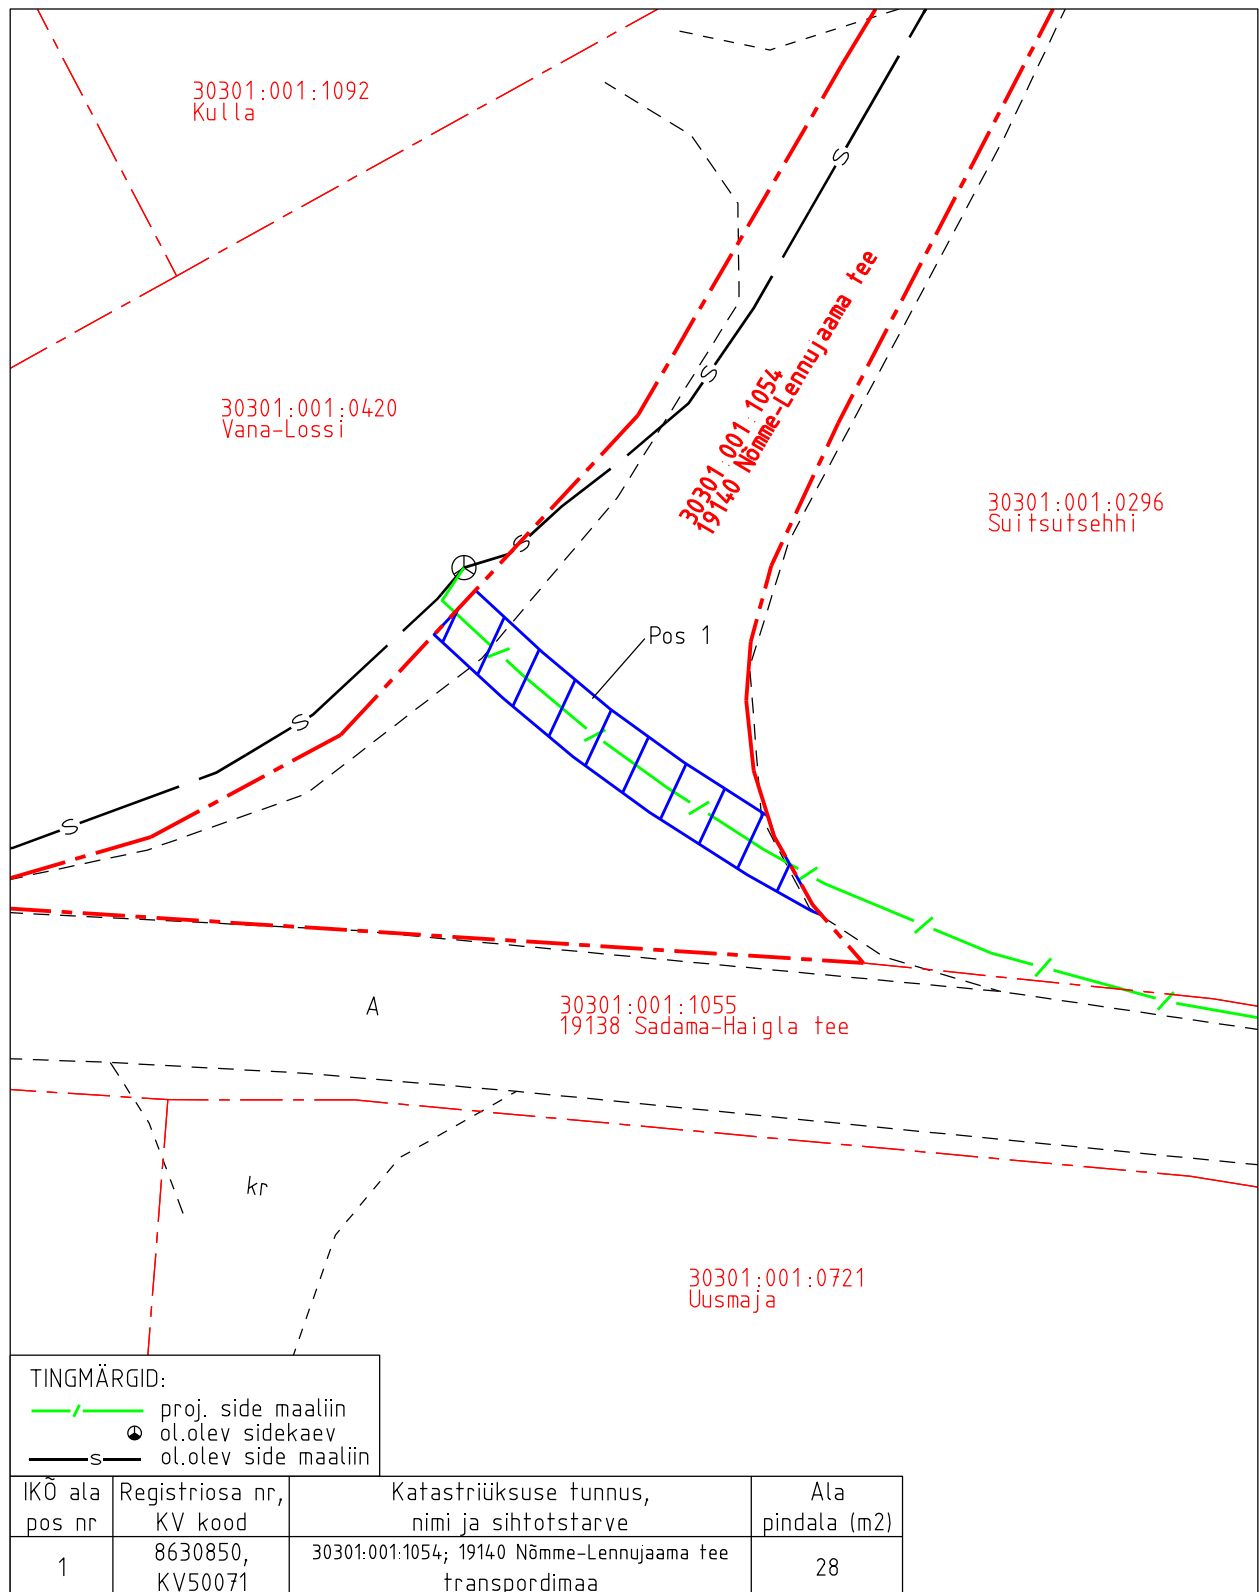 30301:001:1092
Kulla
30301:001:0420
Vana-Lossi
S
S
30301:001:1054
19140 Nõmme-Lennujaama tee
30301:001:0296
Suitsutsehhi
S
Pos 1
S
S
30301:001:1055
19138 Sadama-Haigla tee
A
kr
30301:001:0721
Uusmaja
TINGMÄRGID:
proj. side maaliin
ol.olev sidekaev
S
ol.olev side maaliin
IKÕ ala pos nr
Registriosa nr, KV kood
Katastriüksuse tunnus, nimi ja sihtotstarve
Ala pindala (m2)
1
8630850, KV50071
30301:001:1054; 19140 Nõmme-Lennujaama tee transpordimaa
28